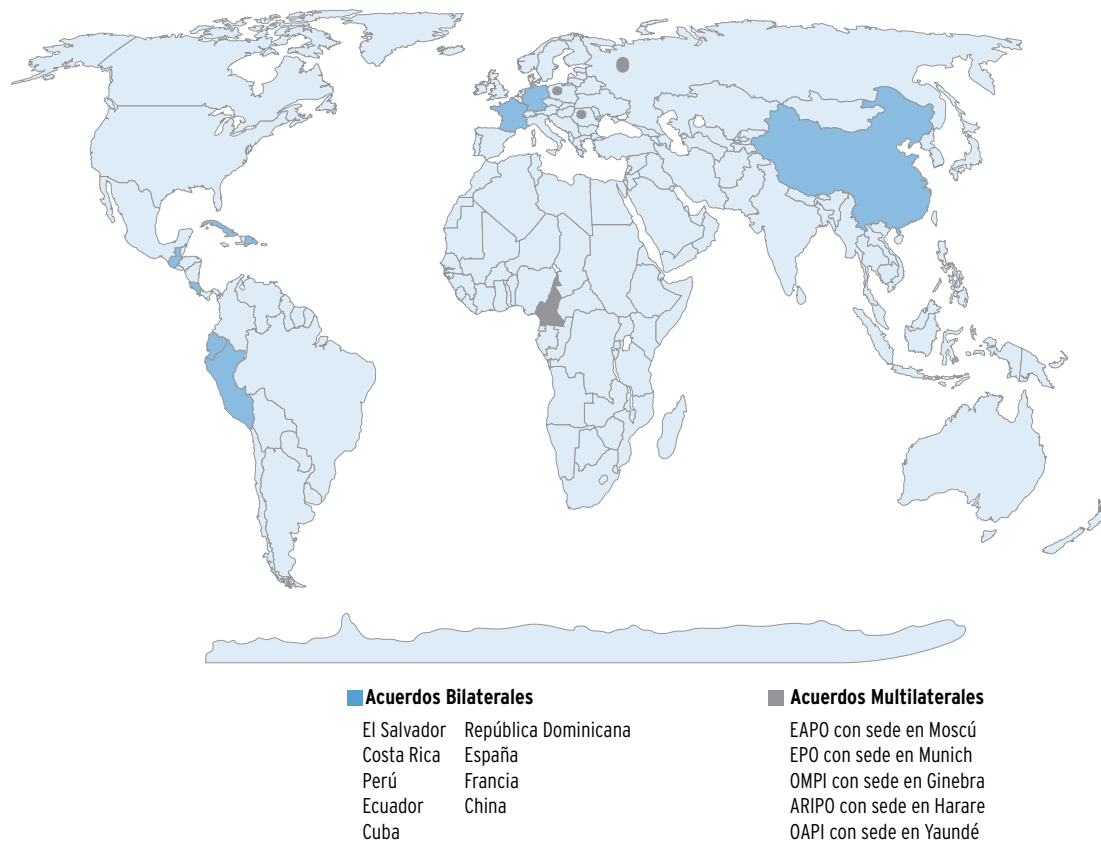 Acuerdos Bilaterales
El Salvador
Costa Rica
Perú
Ecuador
Cuba
República Dominicana
España
Francia
China
Acuerdos Multilaterales
EAPO con sede en Moscú
EPO con sede en Munich
OMPI con sede en Ginebra
ARIPO con sede en Harare
OAPI con sede en Yaundé